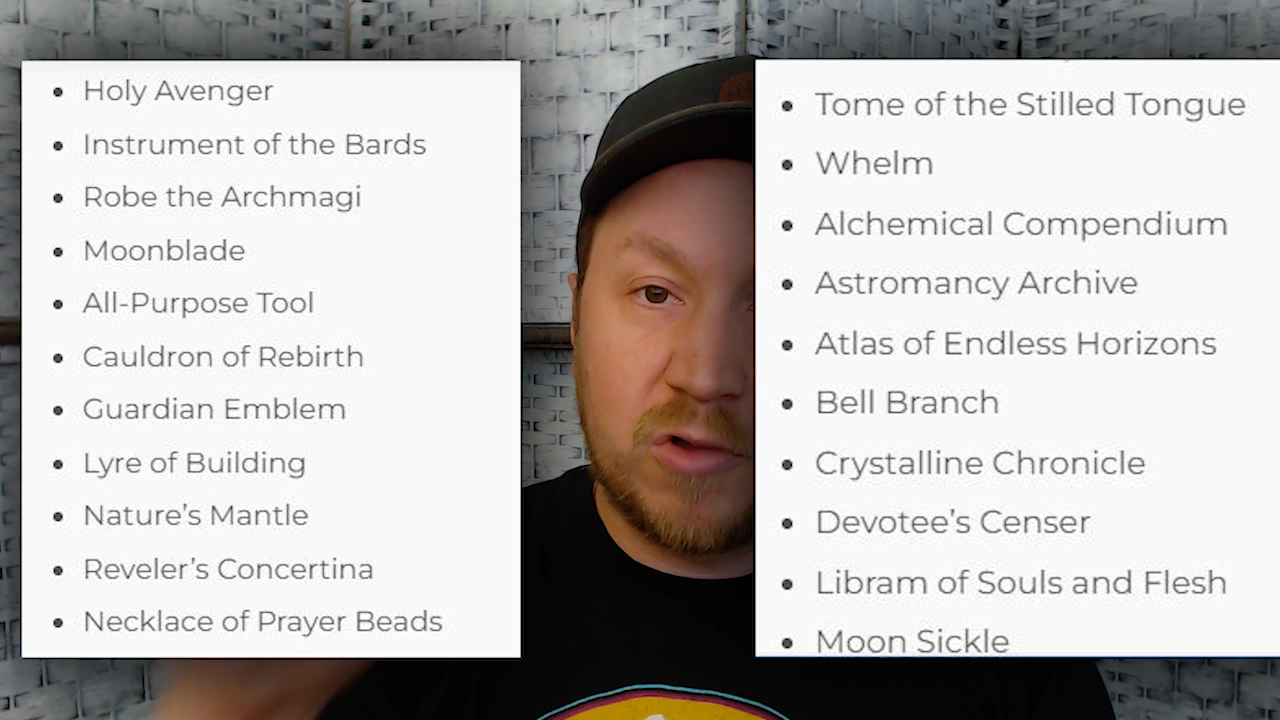 Holy Avenger
Instrument of the Bards
Robe the Archmagi
Moonblade
All-Purpose Tool
Cauldron of Rebirth
Guardian Emblem
Lyre of Building
Nature's Mantle
Reveler's Concertina
Necklace of Prayer Beads
Tome of the Stilled Tongue
Whelm
Alchemical Compendium
Astromancy Archive
Atlas of Endless Horizons
Bell Branch
Crystalline Chronicle
Devotee's Censer
Libram of Souls and Flesh
Moon Sickle